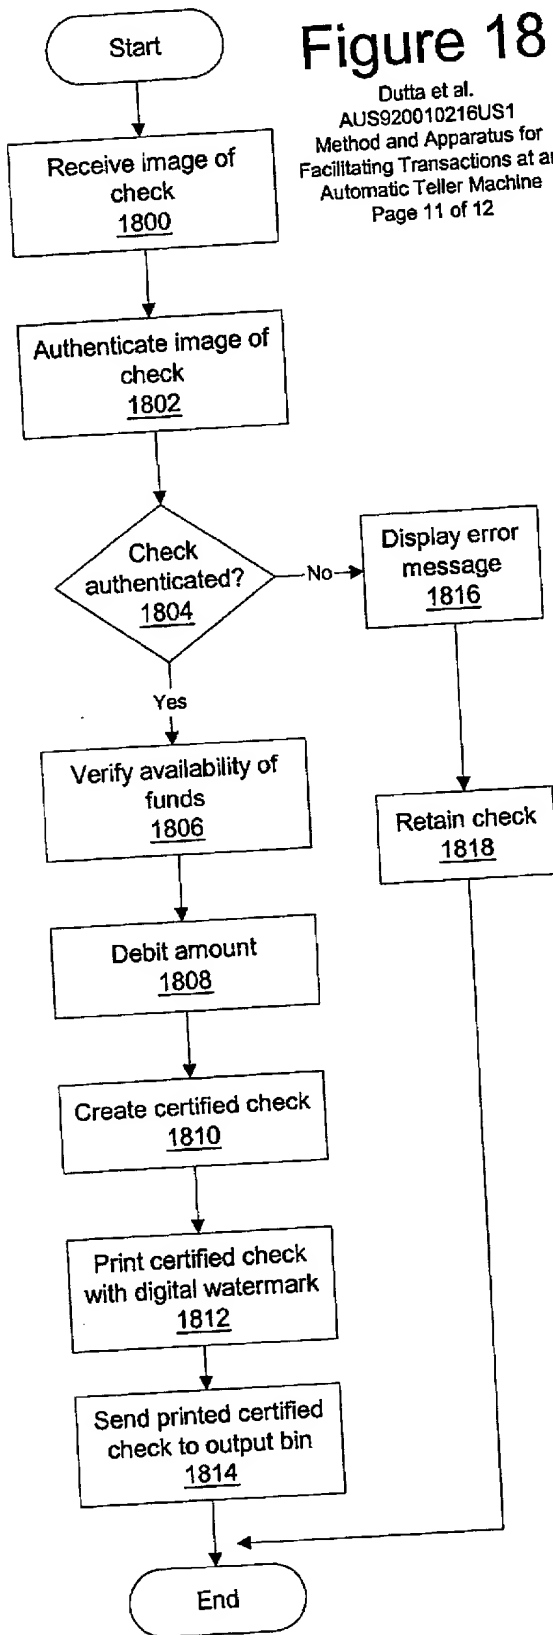 Start
Figure 18
Dutta et al.
AUS920010216US1
Method and Apparatus for
Facilitating Transactions at an
Automatic Teller Machine
Page 11 of 12
Receive image of
check
1800
Authenticate image of
check
1802
Check
authenticated?
1804
No
Display error
message
1816
Yes
Verify availability of
funds
1806
Retain check
1818
Debit amount
1808
Create certified check
1810
Print certified check
with digital watermark
1812
Send printed certified
check to output bin
1814
End